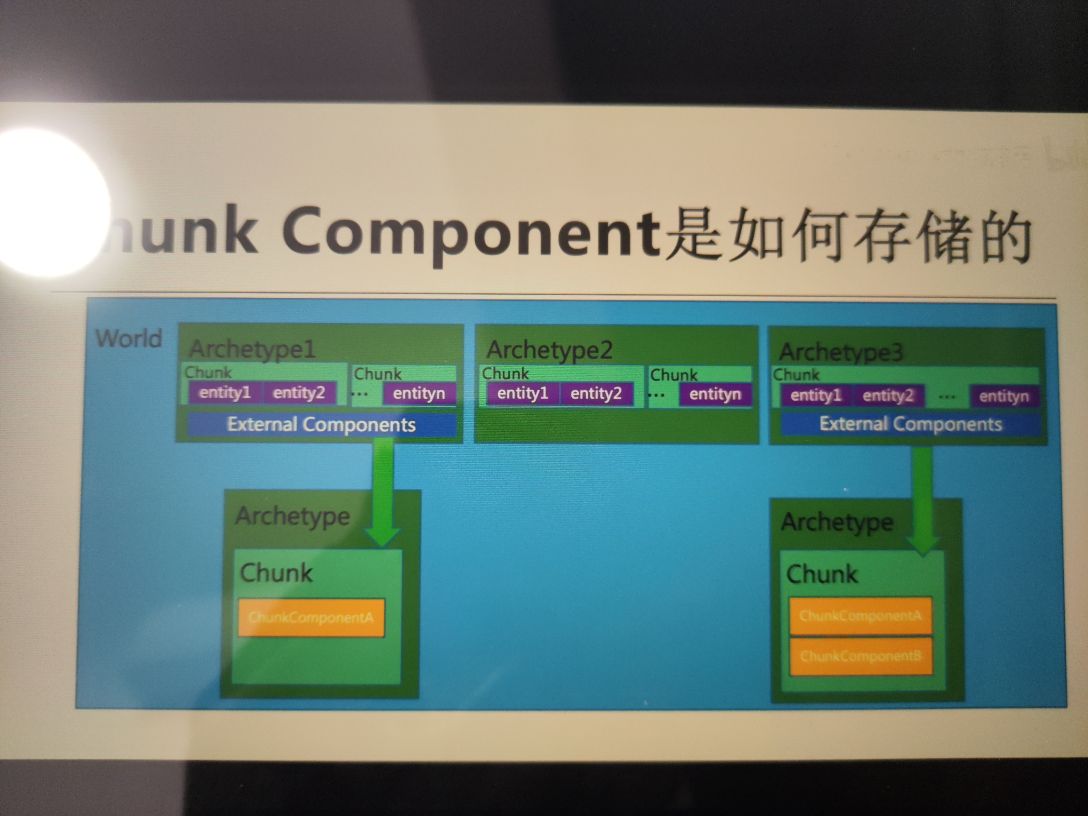 hunk Component是如何存储的
World
Archetype1
Chunk
entity1 entity2 ...
Chunk
entityn
External Components
Archetype2
Chunk
entity1 entity2 ...
Chunk
entityn
Archetype3
Chunk
entity1 entity2 ... entityn
External Components
Archetype
Chunk
ChunkComponentA
Archetype
Chunk
ChunkComponentA
ChunkComponentB